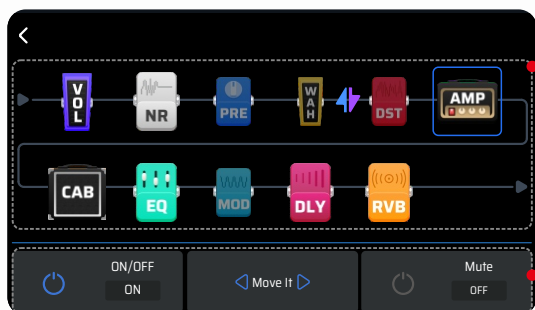 VOL
NR
PRE
WAH
DST
AMP
CAB
EQ
MOD
DLY
RVB
ON/OFF
ON
Move It
Mute
OFF